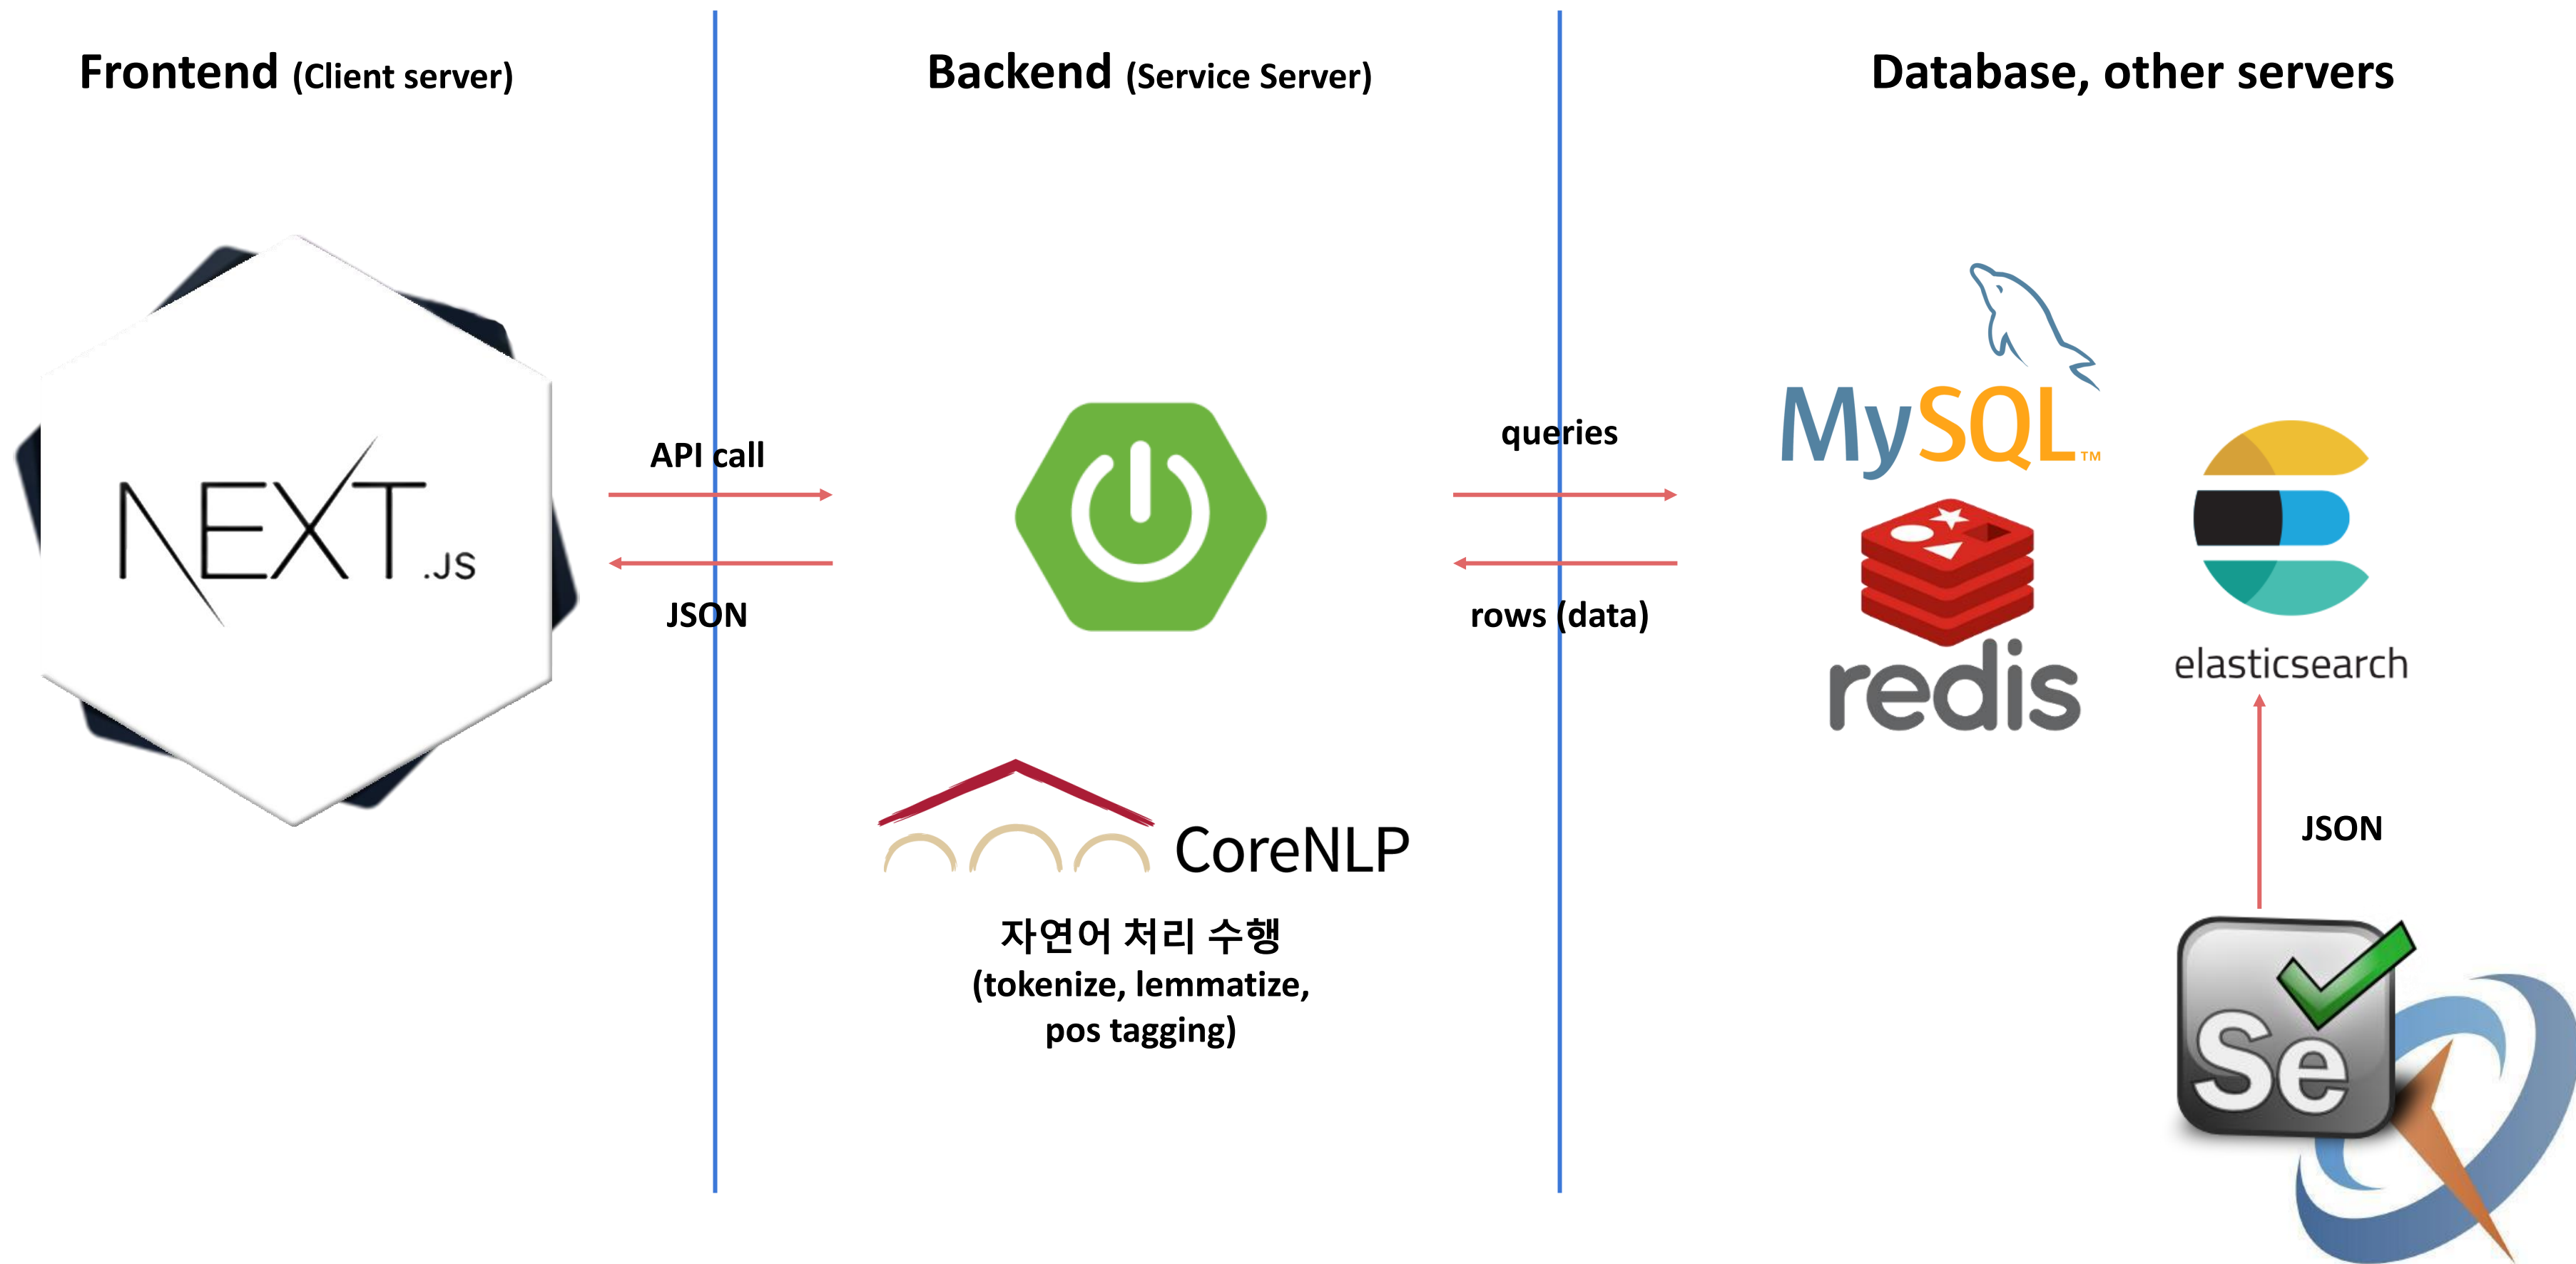 Frontend (Client server)
Backend (Service Server)
Database, other servers
NEXT.JS
API call
JSON
CoreNLP
자연어 처리 수행
(tokenize, lemmatize,
pos tagging)
queries
rows (data)
MySQL™
redis
elasticsearch
JSON
Se